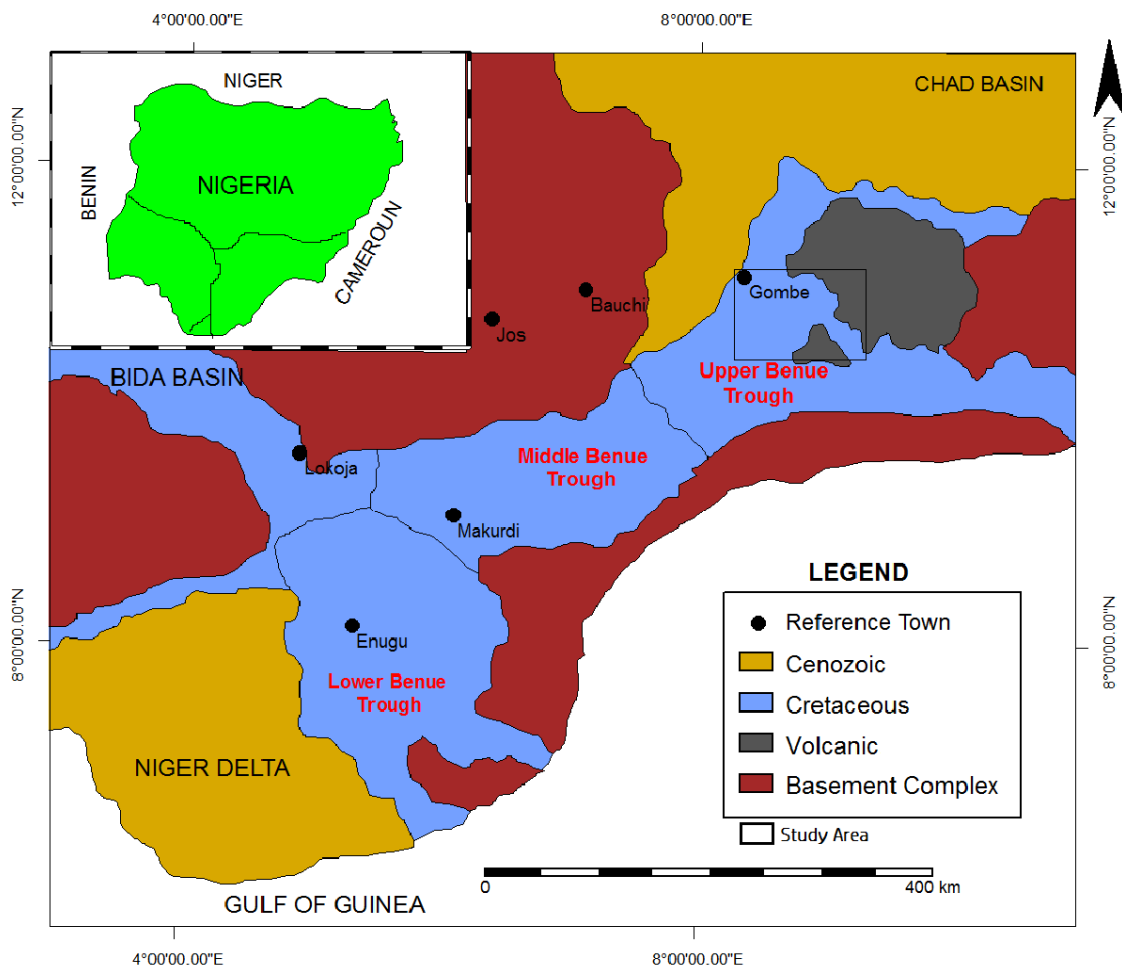 4°00'00.00"E
8°00'00.00"E
NIGER
BENIN
NIGERIA
CAMEROUN
CHAD BASIN
12°00'00.00"N
12°00'00.00"N
Gombe
Bauchi
Jos
BIDA BASIN
Upper Benue
Trough
Lokoja
Middle Benue
Trough
Makurdi
Enugu
Lower Benue
Trough
8°00'00.00"N
8°00'00.00"N
NIGER DELTA
GULF OF GUINEA
LEGEND
Reference Town
Cenozoic
Cretaceous
Volcanic
Basement Complex
Study Area
0
400 km
4°00'00.00"E
8°00'00.00"E